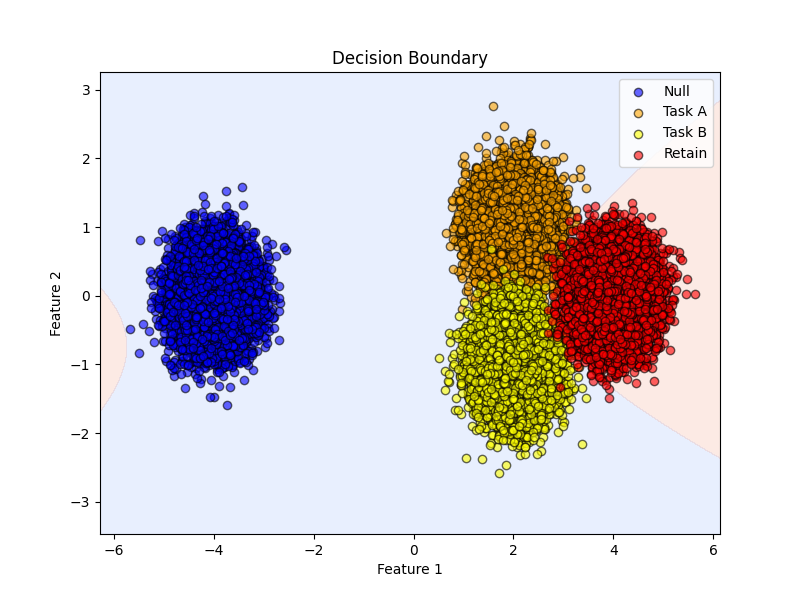 Decision Boundary
Null
Task A
Task B
Retain
3
2
1
0
−1
−2
−3
Feature 2
−6
−4
−2
0
2
4
6
Feature 1